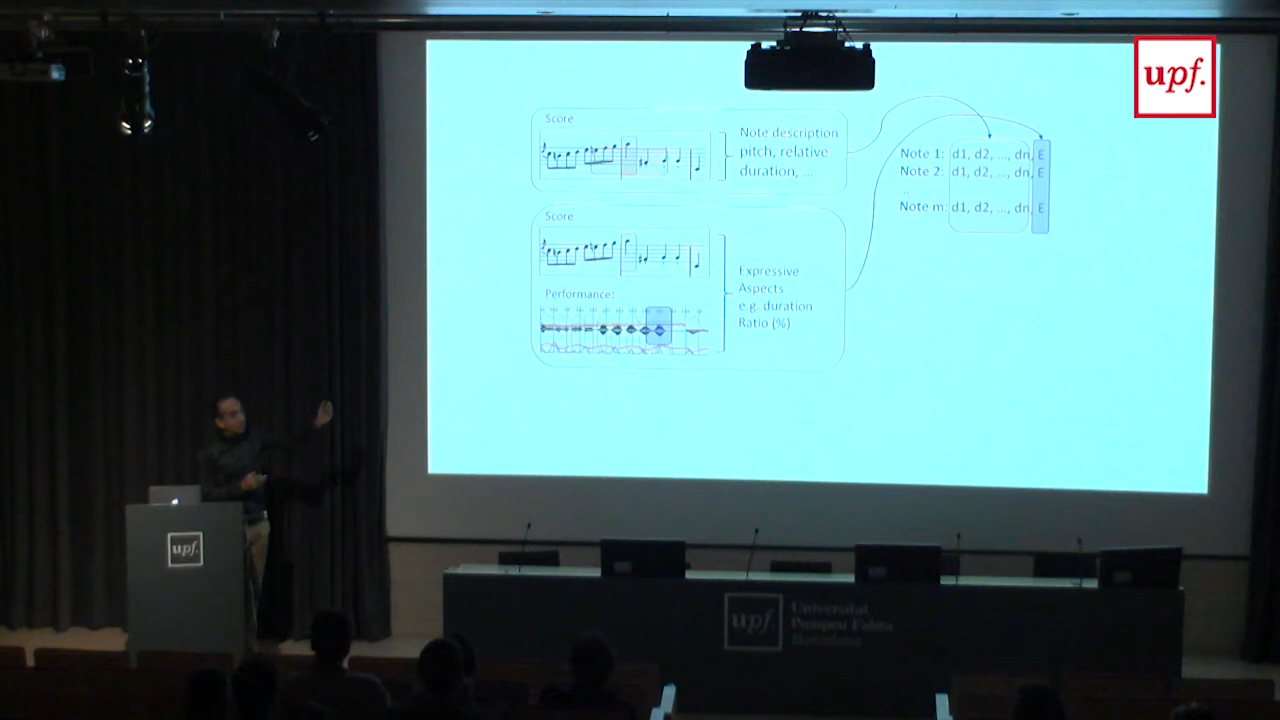 upf.
Score
Note description
pitch, relative
duration, ...
Score
Performance:
Expressive
Aspects
e.g. duration
Ratio (%)
Note 1: d1, d2, ..., dn, E
Note 2: d1, d2, ..., dn, E
...
Note m: d1, d2, ..., dn, E
upf.
upf.
Universitat
Pompeu Fabra
Barcelona